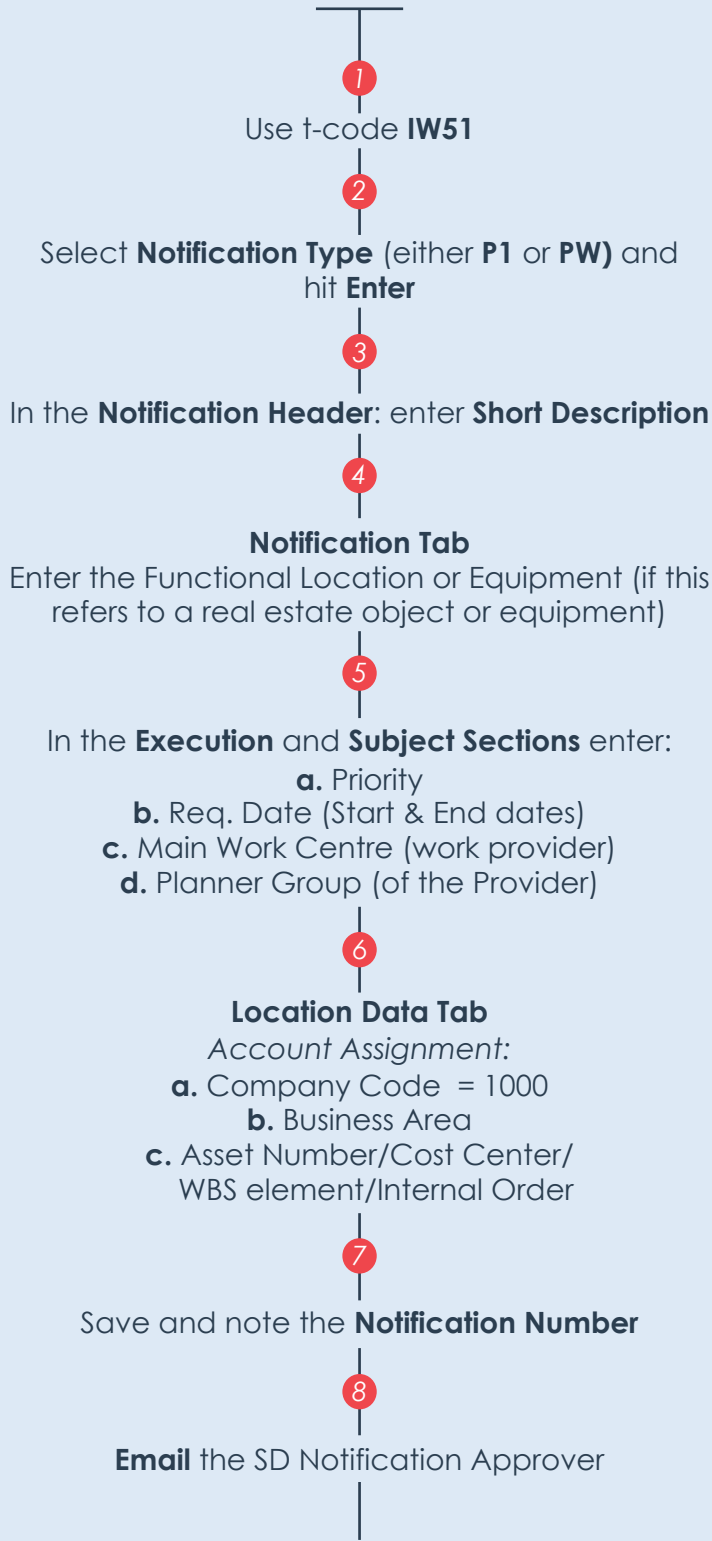 1
Use t-code IW51
2
Select Notification Type (either P1 or PW) and
hit Enter
3
In the Notification Header: enter Short Description
4
Notification Tab
Enter the Functional Location or Equipment (if this
refers to a real estate object or equipment)
5
In the Execution and Subject Sections enter:
a. Priority
b. Req. Date (Start & End dates)
c. Main Work Centre (work provider)
d. Planner Group (of the Provider)
6
Location Data Tab
Account Assignment:
a. Company Code = 1000
b. Business Area
c. Asset Number/Cost Center/
WBS element/Internal Order
7
Save and note the Notification Number
8
Email the SD Notification Approver